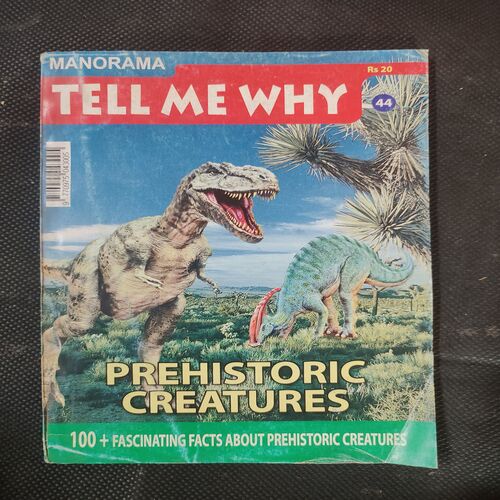 MANORAMA
Rs 20
TELL ME WHY
44
PREHISTORIC
CREATURES
100 + FASCINATING FACTS ABOUT PREHISTORIC CREATURES